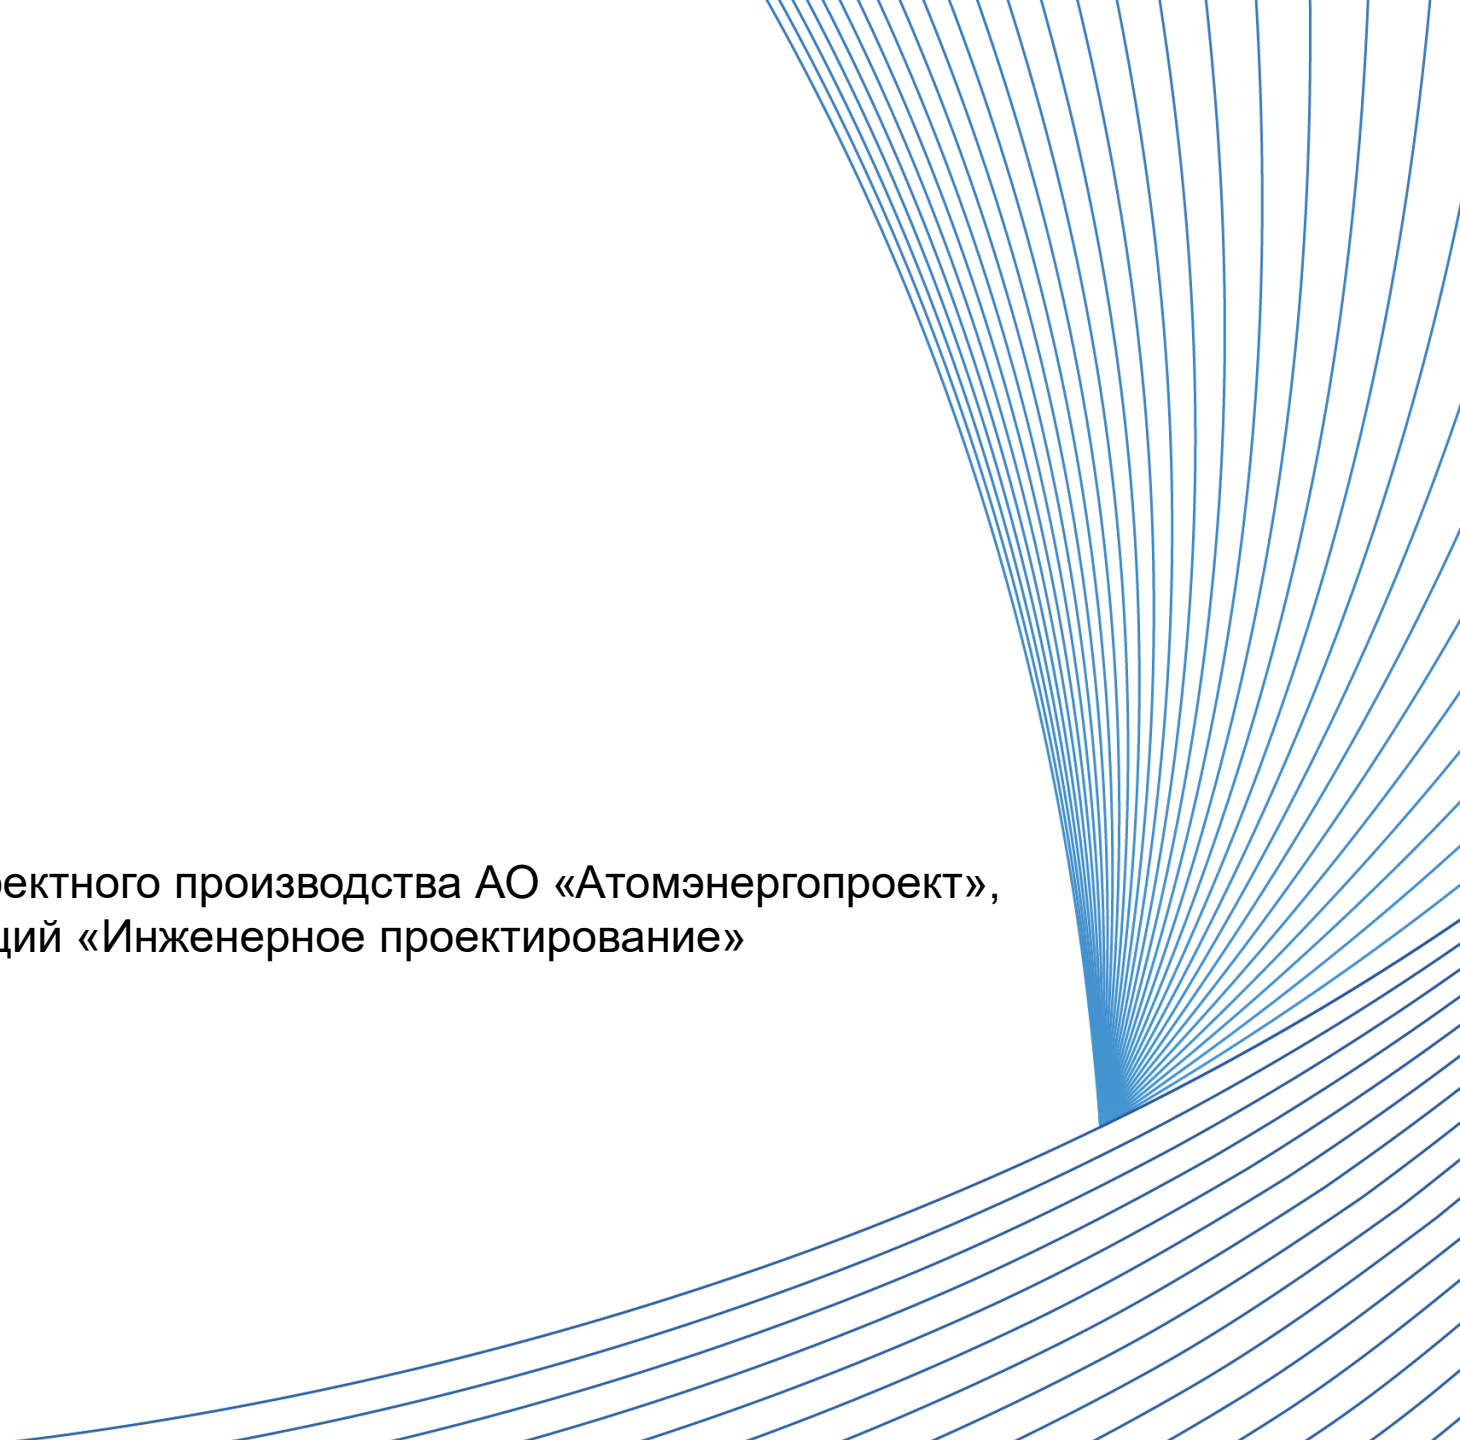 ектного производства АО «Атомэнергопроект»,
ций «Инженерное проектирование»